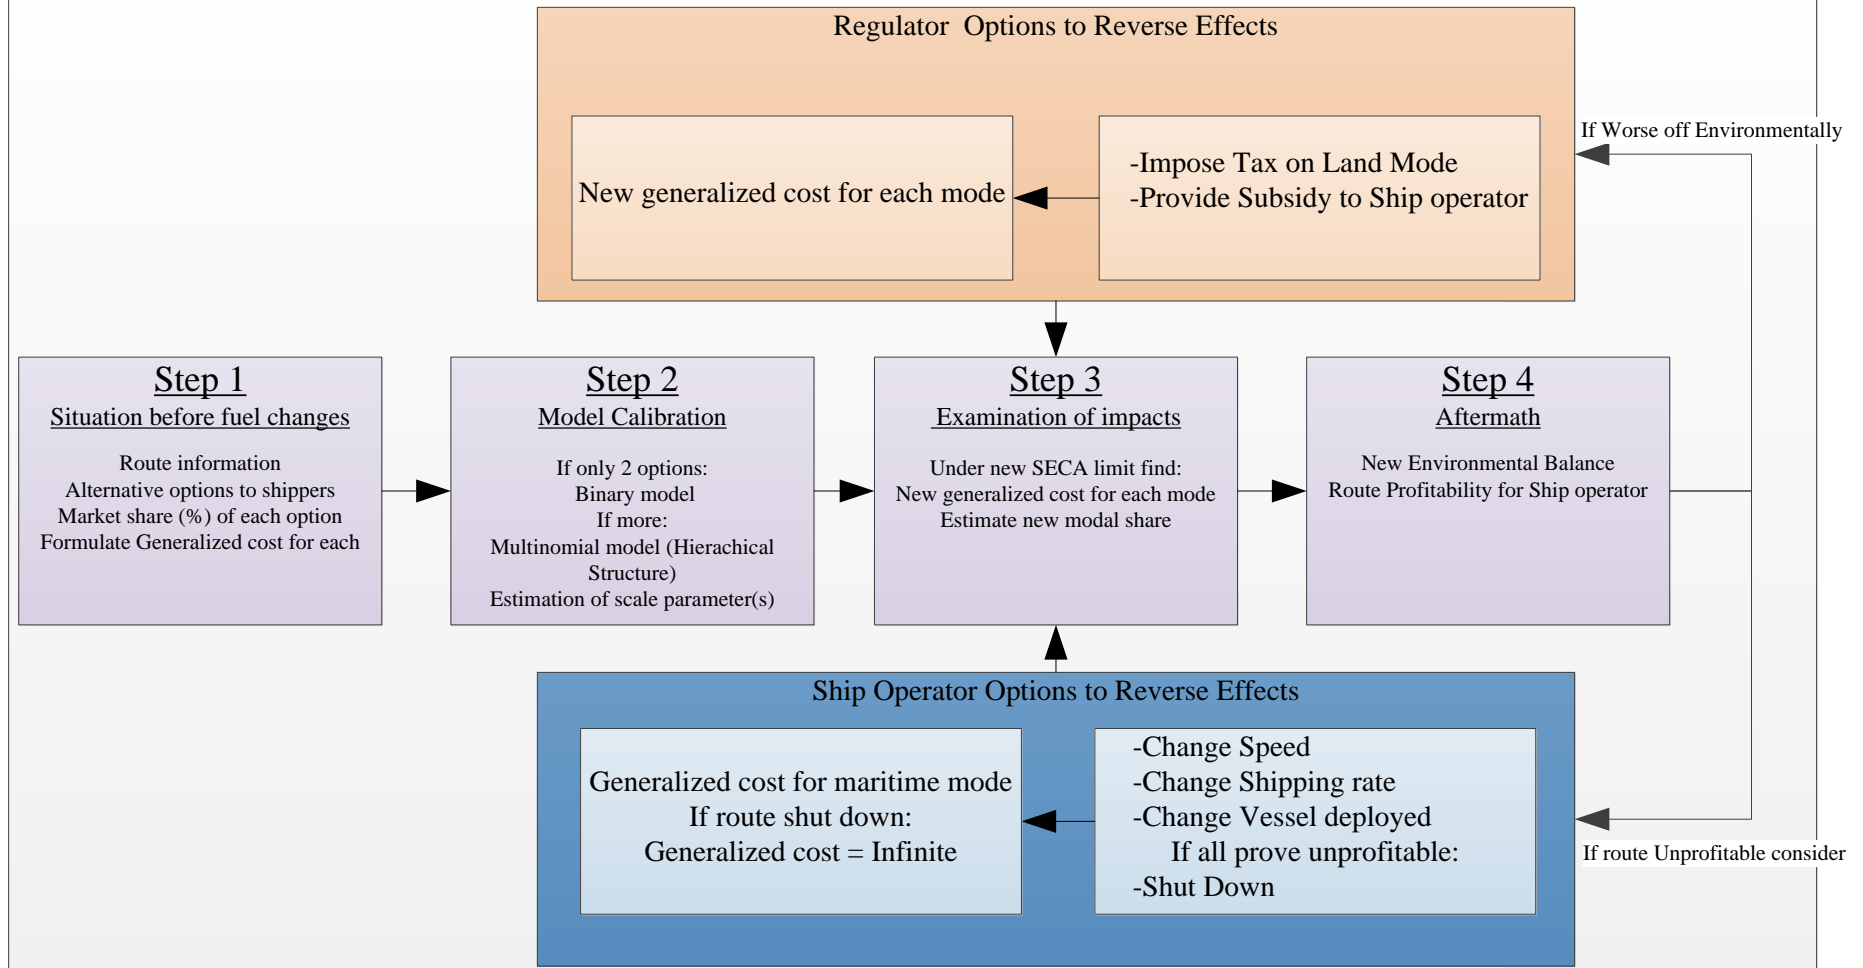 Regulator  Options to Reverse Effects
If Worse off Environmentally
New generalized cost for each mode
-Impose Tax on Land Mode
-Provide Subsidy to Ship operator
Step 1
Situation before fuel changes
Route information
Alternative options to shippers
Market share (%) of each option
Formulate Generalized cost for each
Step 2
Model Calibration
If only 2 options:
Binary model
If more:
Multinomial model (Hierachical
Structure)
Estimation of scale parameter(s)
Step 3
Examination of impacts
Under new SECA limit find:
New generalized cost for each mode
Estimate new modal share
Step 4
Aftermath
New Environmental Balance
Route Profitability for Ship operator
Ship Operator Options to Reverse Effects
Generalized cost for maritime mode
If route shut down:
Generalized cost = Infinite
-Change Speed
-Change Shipping rate
-Change Vessel deployed
If all prove unprofitable:
-Shut Down
If route Unprofitable consider